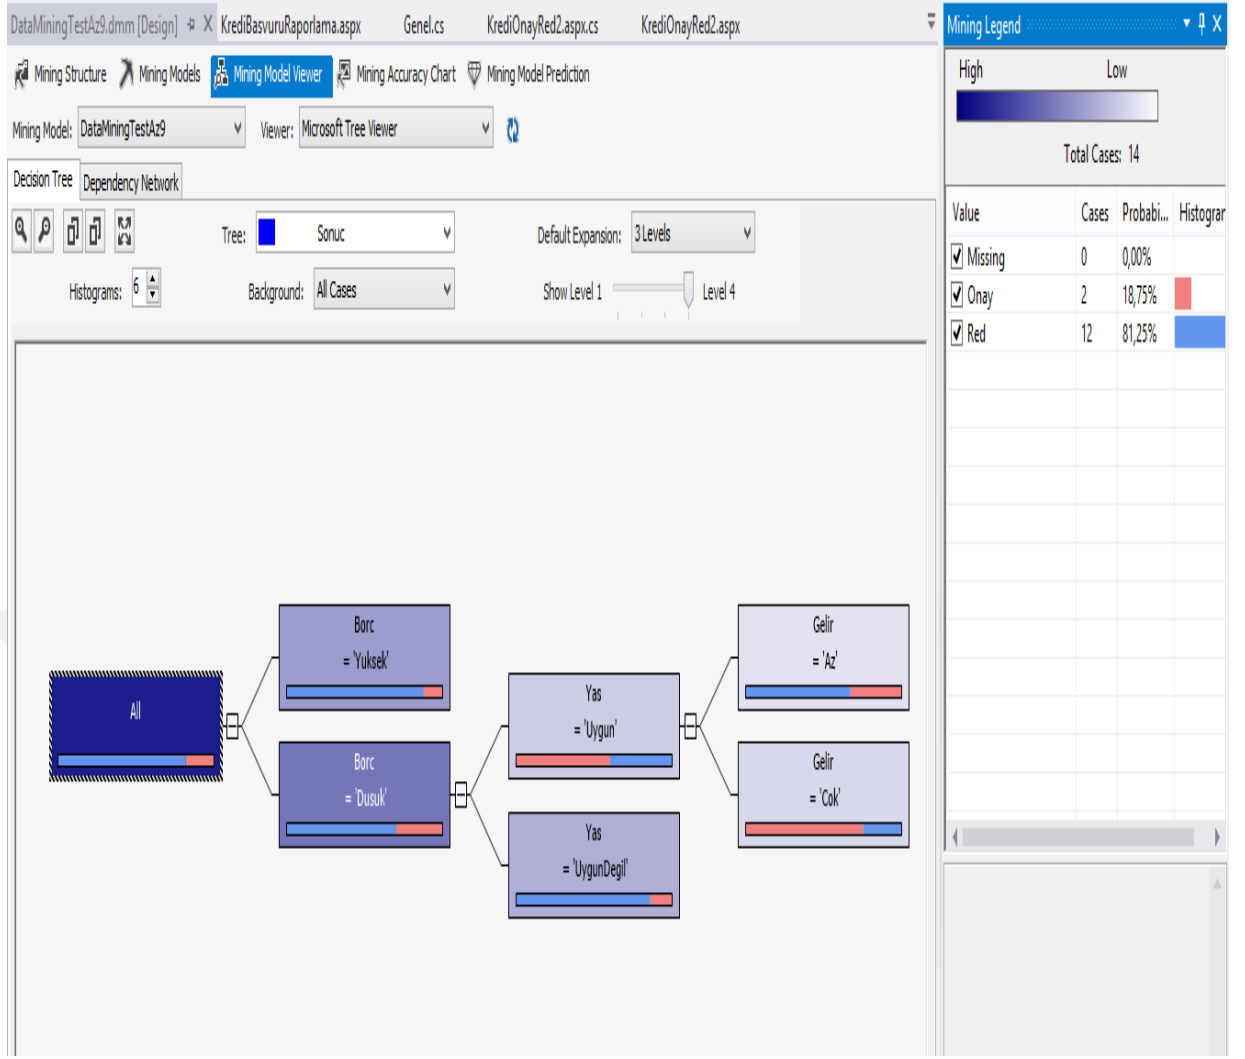 DataMiningTestAz9.dmm [Design] KrediBasvuruRaporlama.aspx Genel.cs KrediOnayRed2.aspx.cs KrediOnayRed2.aspx
Mining Structure Mining Models Mining Model Viewer Mining Accuracy Chart Mining Model Prediction
Mining Model: DataMiningTestAz9 Viewer: Microsoft Tree Viewer
Decision Tree Dependency Network
Tree: Sonuc Default Expansion: 3 Levels
Histograms: 6 Background: All Cases Show Level 1 Level 4
All
Borc
= 'Yuksek'
Borc
= 'Dusuk'
Yas
= 'Uygun'
Yas
= 'UygunDegil'
Gelir
= 'Az'
Gelir
= 'Cok'
Mining Legend
High Low
Total Cases: 14
Value Cases Probabi... Histograr
Missing 0 0,00%
Onay 2 18,75%
Red 12 81,25%